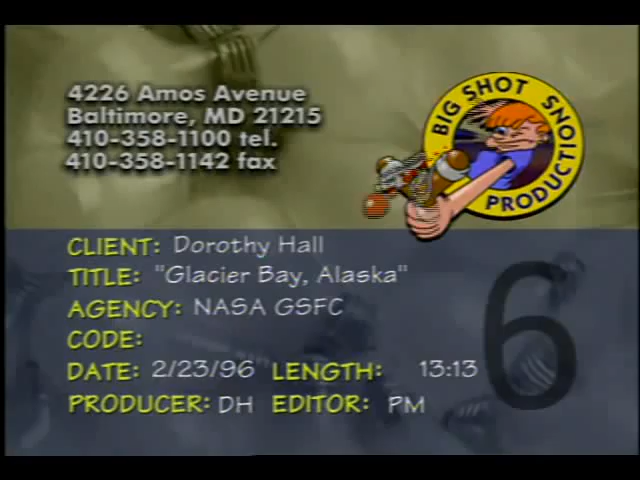 4226 Amos Avenue
Baltimore, MD 21215
410-358-1100 tel.
410-358-1142 fax
BIG SHOT PRODUCTIONS
CLIENT: Dorothy Hall
TITLE: "Glacier Bay, Alaska"
AGENCY: NASA GSFC
CODE:
DATE: 2/23/96 LENGTH: 13:13
PRODUCER: DH EDITOR: PM
6